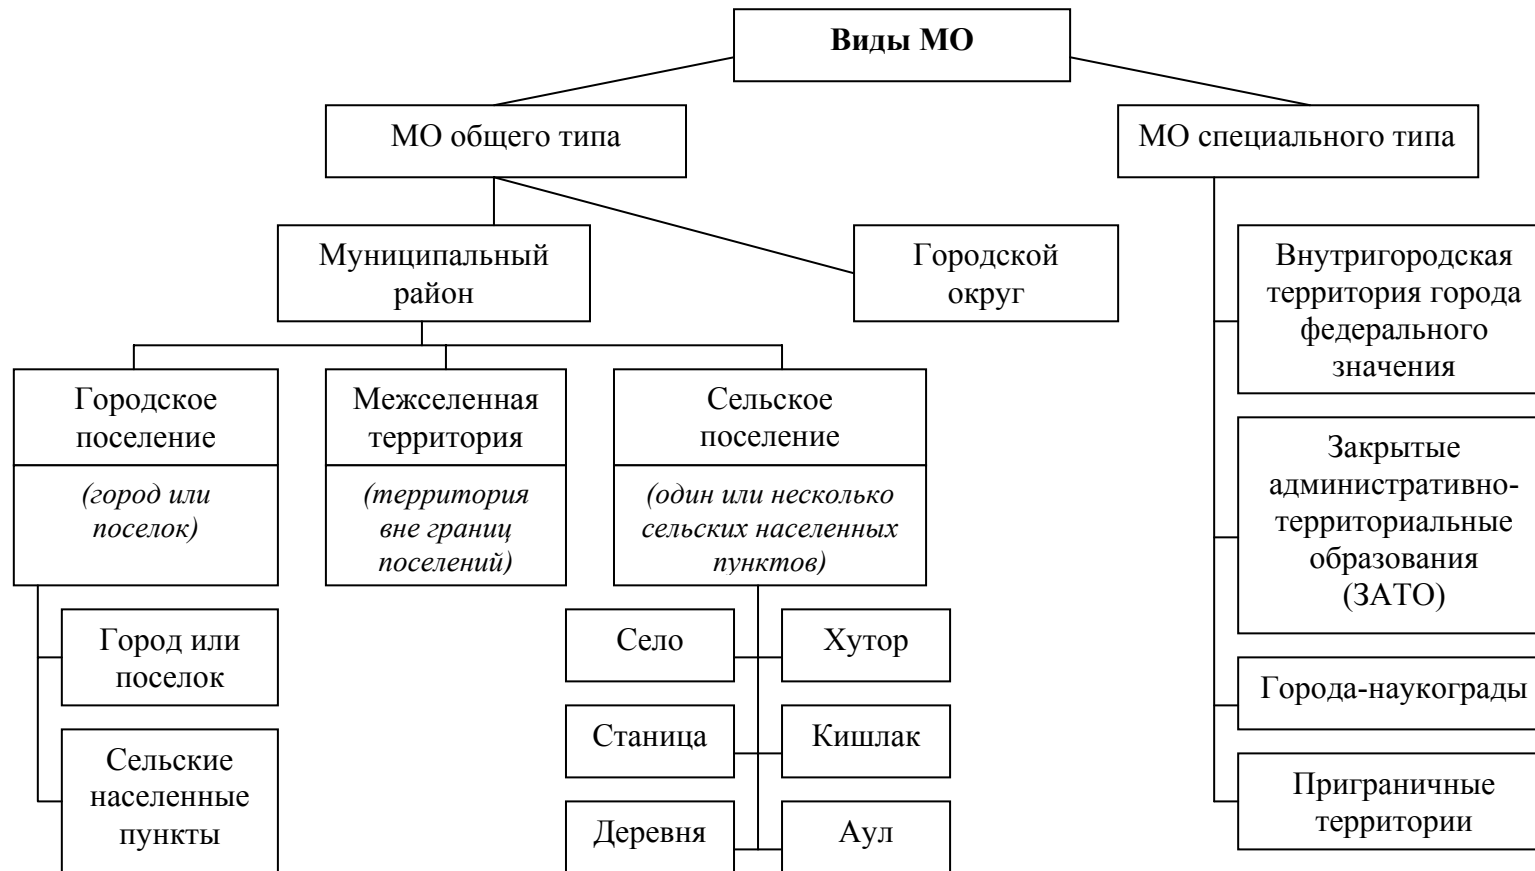 Виды МО
МО общего типа
МО специального типа
Муниципальный
район
Городской
округ
Внутригородская
территория города
федерального
значения
Городское
поселение
Межселенная
территория
Сельское
поселение
(город или
поселок)
(территория
вне границ
поселений)
(один или несколько
сельских населенных
пунктов)
Закрытые
административно-
территориальные
образования
(ЗАТО)
Город или
поселок
Село
Хутор
Города-наукограды
Станица
Кишлак
Сельские
населенные
пункты
Приграничные
территории
Деревня
Аул